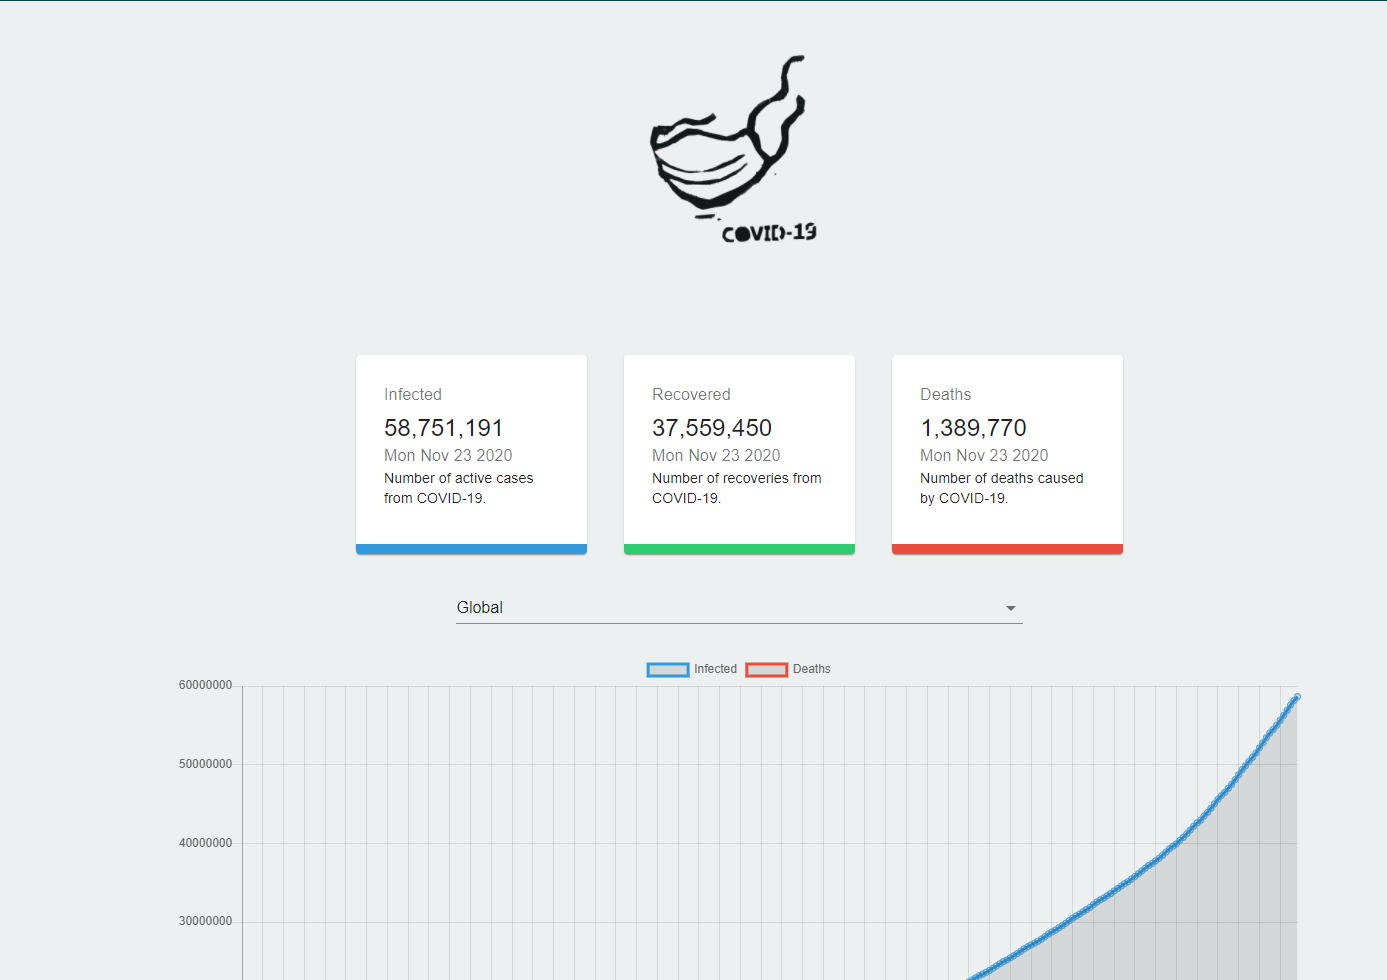 COVID-19
Infected
58,751,191
Mon Nov 23 2020
Number of active cases
from COVID-19.
Recovered
37,559,450
Mon Nov 23 2020
Number of recoveries from
COVID-19.
Deaths
1,389,770
Mon Nov 23 2020
Number of deaths caused
by COVID-19.
Global
Infected Deaths
60000000
50000000
40000000
30000000